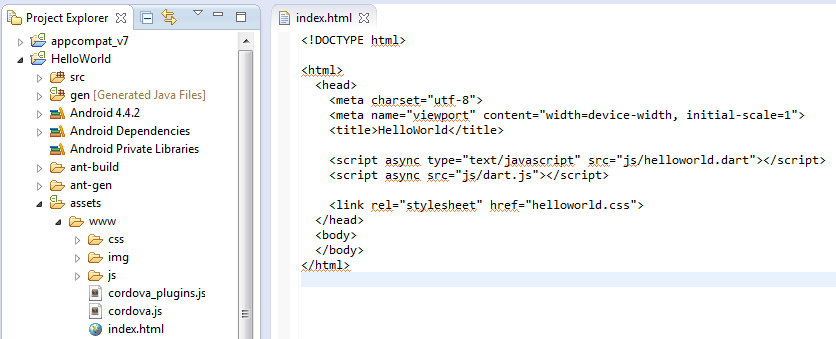 Project Explorer
appcompat_v7
HelloWorld
src
gen [Generated Java Files]
Android 4.4.2
Android Dependencies
Android Private Libraries
ant-build
ant-gen
assets
www
css
img
js
cordova_plugins.js
cordova.js
index.html
index.html
<!DOCTYPE html>
<html>
<head>
<meta charset="utf-8">
<meta name="viewport" content="width=device-width, initial-scale=1">
<title>HelloWorld</title>
<script async type="text/javascript" src="js/helloworld.dart"></script>
<script async src="js/dart.js"></script>
<link rel="stylesheet" href="helloworld.css">
</head>
<body>
</body>
</html>